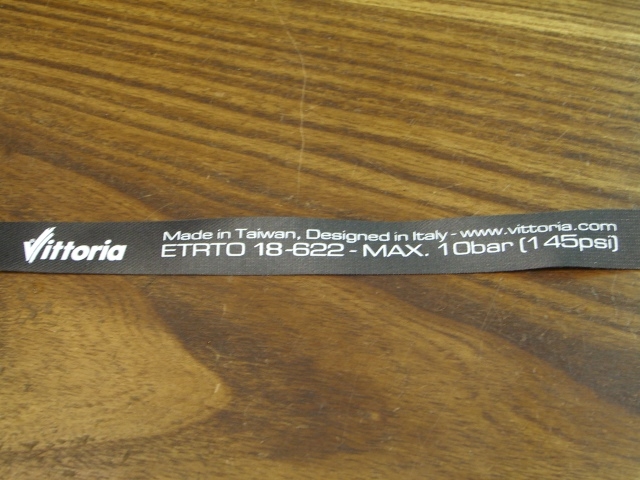 Vittoria
Made in Taiwan, Designed in Italy - www.vittoria.com
ETRTO 18-622 - MAX. 10bar (145psi)